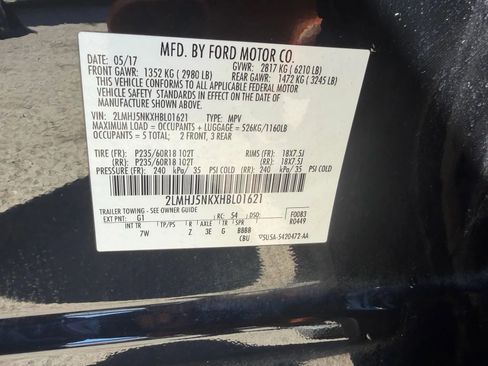 MFD. BY FORD MOTOR CO.
DATE: 05/17 GVWR: 2817 KG ( 6210 LB)
FRONT GAWR: 1352 KG ( 2980 LB) REAR GAWR: 1472 KG ( 3245 LB)
THIS VEHICLE CONFORMS TO ALL APPLICABLE FEDERAL MOTOR
VEHICLE SAFETY STANDARDS IN EFFECT ON THE DATE OF MANUFACTURE
SHOWN ABOVE.
VIN: 2LMHJ5NKXHBL01621 TYPE: MPV
MAXIMUM LOAD = OCCUPANTS + LUGGAGE = 526KG/1160LB
OCCUPANTS = 5 TOTAL: 2 FRONT, 3 REAR
TIRE (FR): P235/60R18 102T RIMS (FR): 18X7.5J
(RR): P235/60R18 102T (RR): 18X7.5J
PRESSURE (FR): 240 kPa/ 35 PSI COLD (RR): 240 kPa/ 35 PSI COLD
2LMHJ5NKXHBL01621
TRAILER TOWING - SEE OWNER GUIDE
EXT PNT: G1 RC: 54 DSO: F0083
INT TR TP/PS R AXLE TR SPR R0449
7W Z 3E G BBBB
CBU 5U5A-5420472-AA